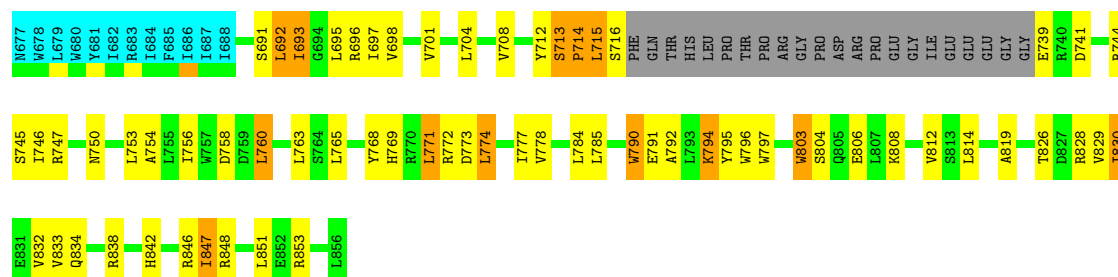 N677 W678 L679 W680 Y681 I682 R683 I684 F685 I686 I687 I688 S691 L692 I693 G694 L695 R696 I697 V698 V701 L704 V708 Y712 S713 P714 L715 S716 PHE GLN THR HIS LEU PRO THR PRO ARG GLY PRO ASP ARG PRO GLU GLY ILE GLU GLU GLU GLY GLY E739 R740 D741
S745 I746 R747 N750 L753 A754 L755 I756 W757 D758 D759 L760 L763 S764 L765 Y768 H769 R770 L771 R772 D773 L774 I777 V778 L784 L785 W790 E791 A792 L793 K794 Y795 W796 W797 W803 S804 Q805 E806 L807 K808 V812 S813 L814 A819 T826 D827 R828 V829
E831 V832 V833 Q834 R838 H842 R846 I847 R848 L851 E852 R853 L856